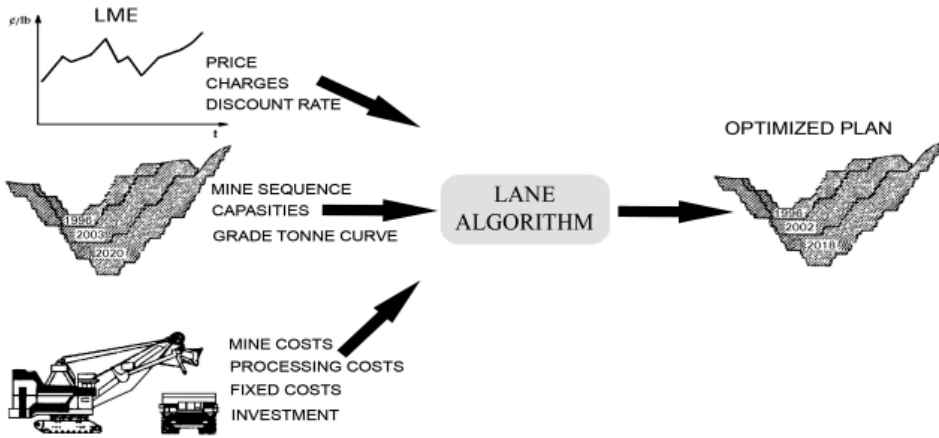 LME
¢/lb
PRICE
CHARGES
DISCOUNT RATE
t
MINE SEQUENCE
CAPASITIES
GRADE TONNE CURVE
1996
2003
2020
MINE COSTS
PROCESSING COSTS
FIXED COSTS
INVESTMENT
LANE
ALGORITHM
OPTIMIZED PLAN
1996
2002
2018